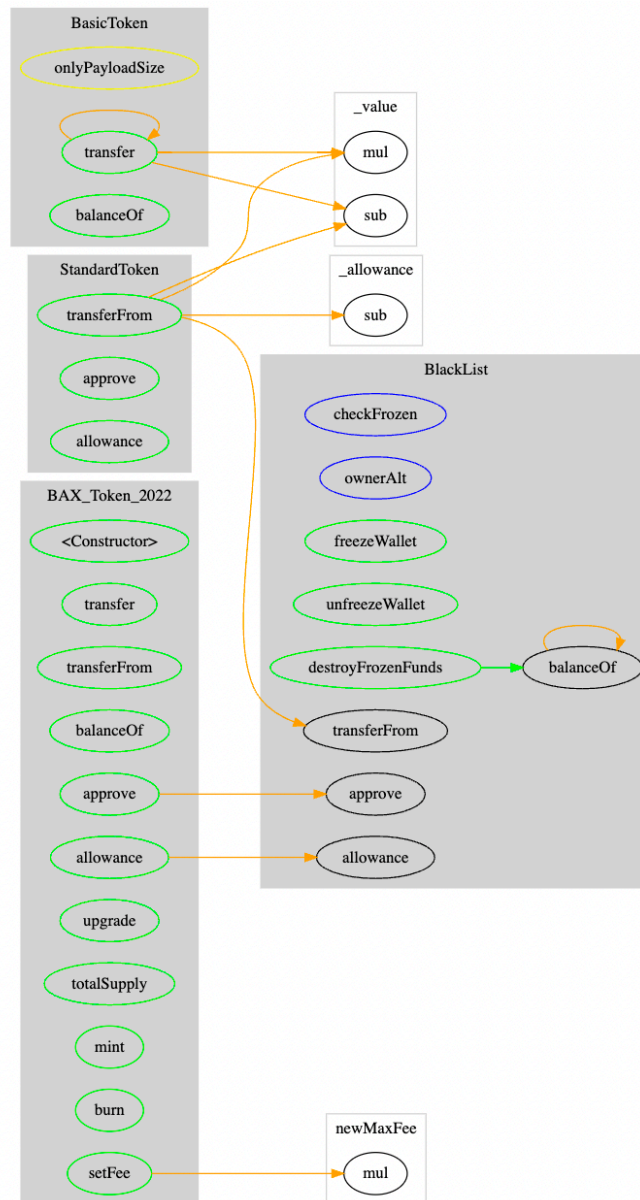 BasicToken
onlyPayloadSize
transfer
balanceOf
_value
mul
sub
StandardToken
transferFrom
approve
allowance
_allowance
sub
BlackList
checkFrozen
ownerAlt
freezeWallet
unfreezeWallet
destroyFrozenFunds
balanceOf
transferFrom
approve
allowance
BAX_Token_2022
<Constructor>
transfer
transferFrom
balanceOf
approve
allowance
upgrade
totalSupply
mint
burn
setFee
newMaxFee
mul